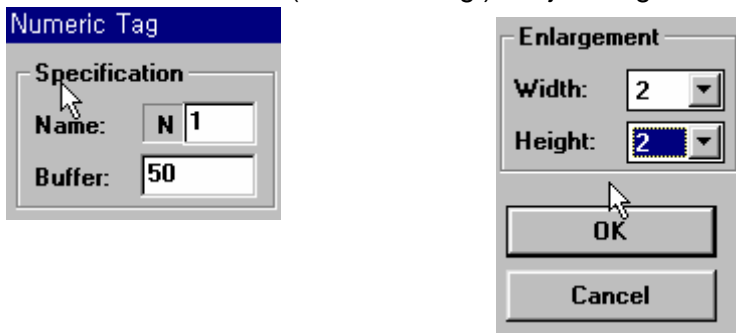 Numeric Tag
Specification
Name: N 1
Buffer: 50
Enlargement
Width: 2
Height: 2
OK
Cancel